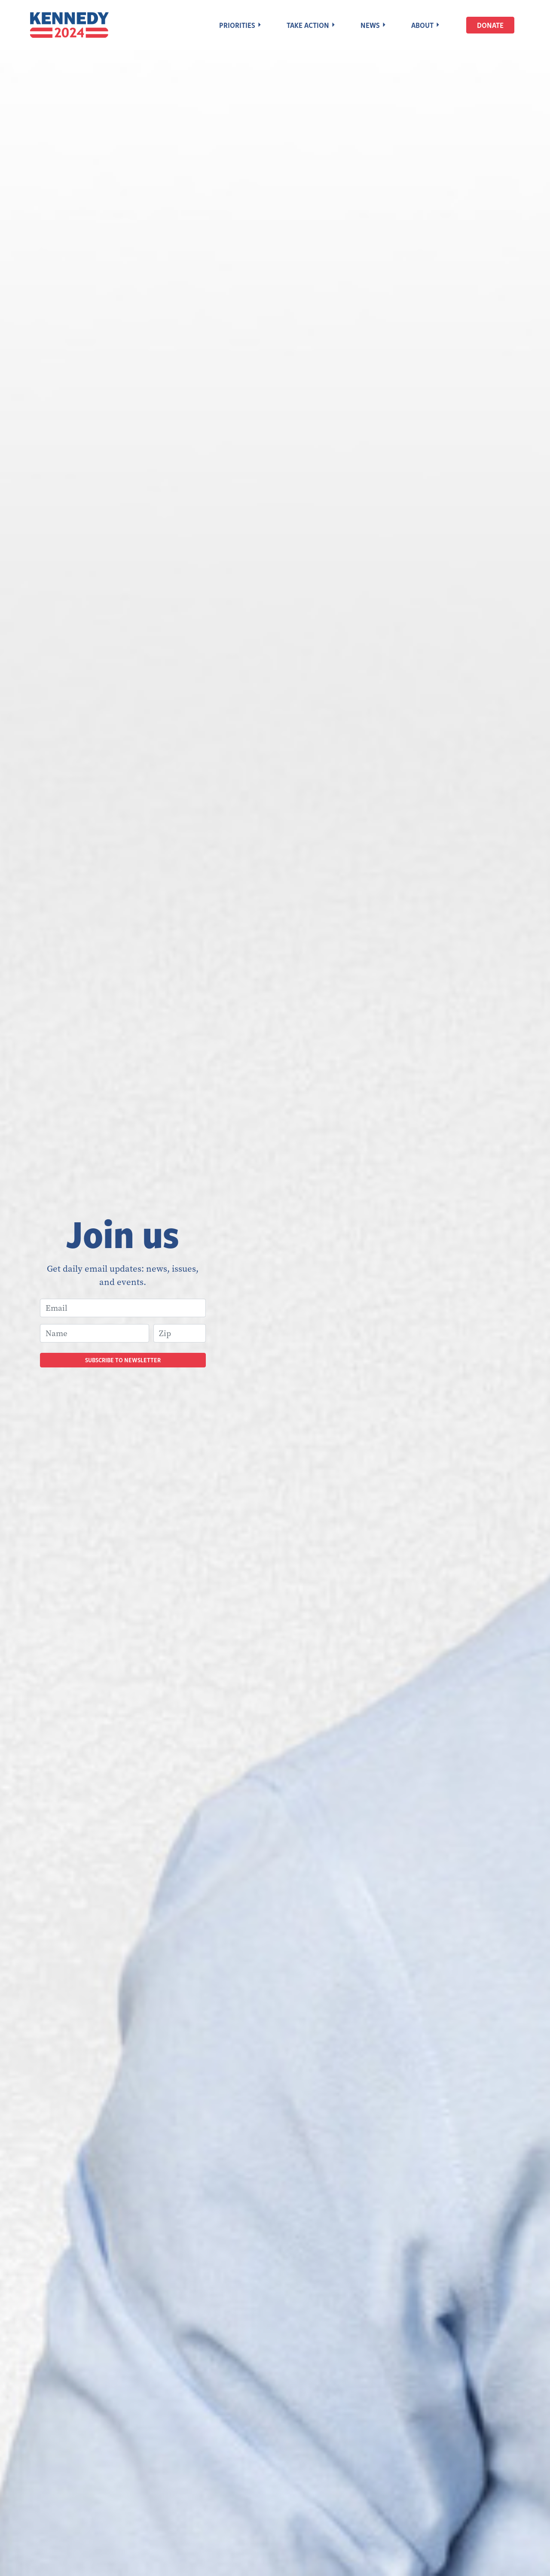 KENNEDY
2024
PRIORITIES
TAKE ACTION
NEWS
ABOUT
DONATE
Join us
Get daily email updates: news, issues,
and events.
Email
Name
Zip
SUBSCRIBE TO NEWSLETTER